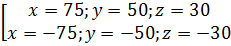 x = 75; y = 50; z = 30
x = −75; y = −50; z = −30